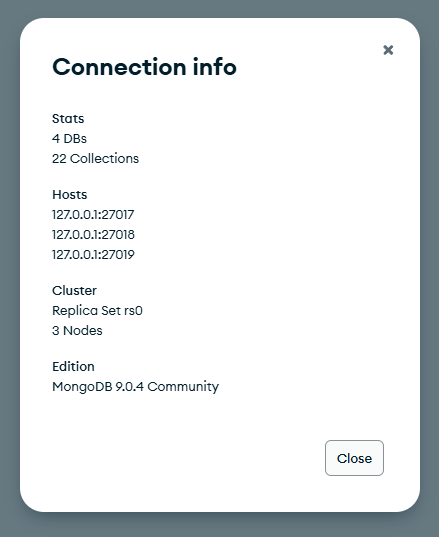 Connection info
Stats
4 DBs
22 Collections
Hosts
127.0.0.1:27017
127.0.0.1:27018
127.0.0.1:27019
Cluster
Replica Set rs0
3 Nodes
Edition
MongoDB 9.0.4 Community
Close